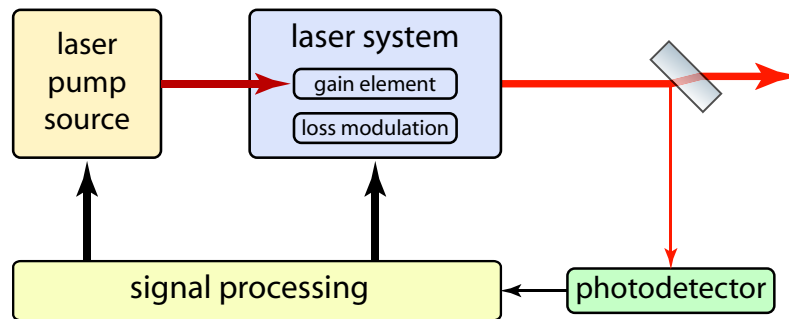 laser
pump
source
laser system
gain element
loss modulation
signal processing
photodetector